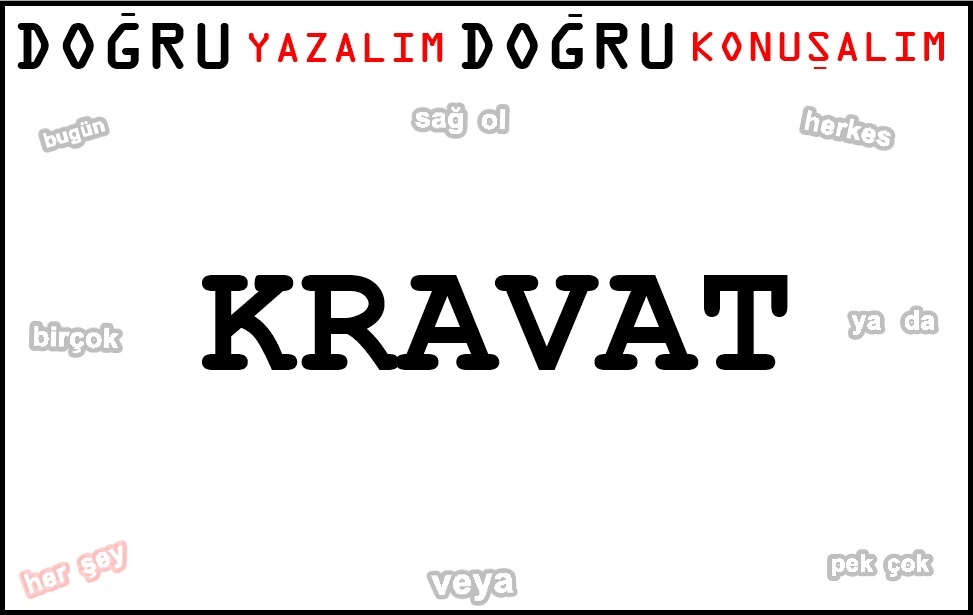 DOĞRU YAZALIM DOĞRU KONUŞALIM
bugün
sağ ol
herkes
KRAVAT
birçok
ya da
her şey
veya
pek çok